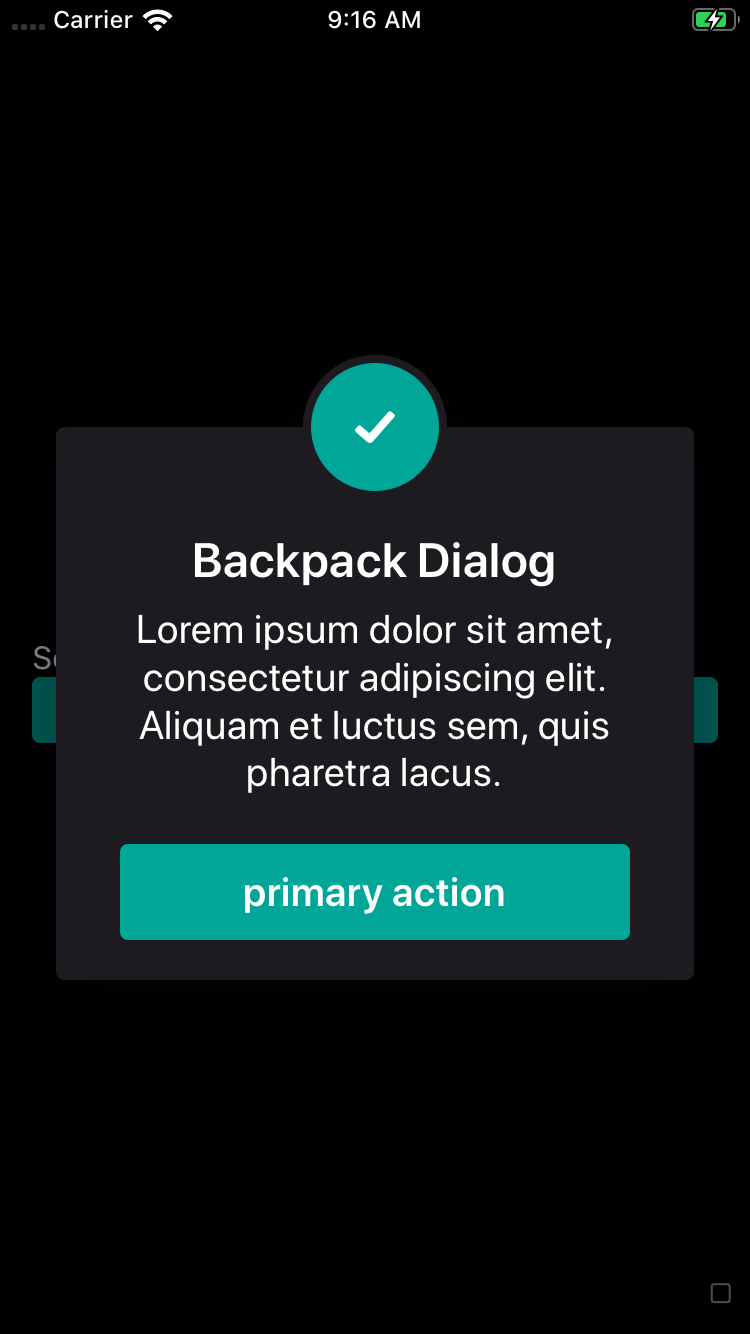 Carrier 9:16 AM
Backpack Dialog
Lorem ipsum dolor sit amet,
consectetur adipiscing elit.
Aliquam et luctus sem, quis
pharetra lacus.
primary action